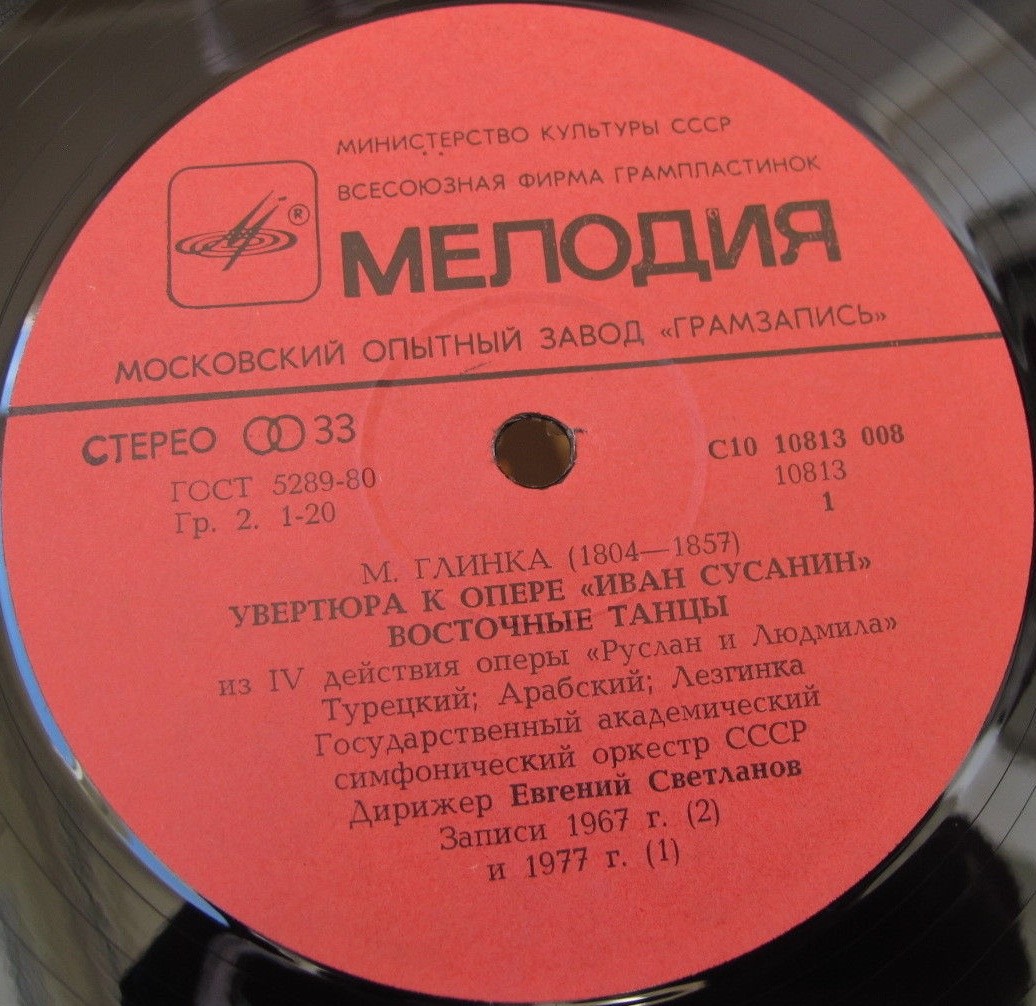 МИНИСТЕРСТВО КУЛЬТУРЫ СССР
ВСЕСОЮЗНАЯ ФИРМА ГРАМПЛАСТИНОК
®
МЕЛОДИЯ
МОСКОВСКИЙ ОПЫТНЫЙ ЗАВОД «ГРАМЗАПИСЬ»
СТЕРЕО 33
ГОСТ 5289-80
Гр. 2. 1-20
С10 10813 008
10813
1
М. ГЛИНКА (1804—1857)
УВЕРТЮРА К ОПЕРЕ «ИВАН СУСАНИН»
ВОСТОЧНЫЕ ТАНЦЫ
из IV действия оперы «Руслан и Людмила»
Турецкий; Арабский; Лезгинка
Государственный академический
симфонический оркестр СССР
Дирижер Евгений Светланов
Записи 1967 г. (2)
и 1977 г. (1)